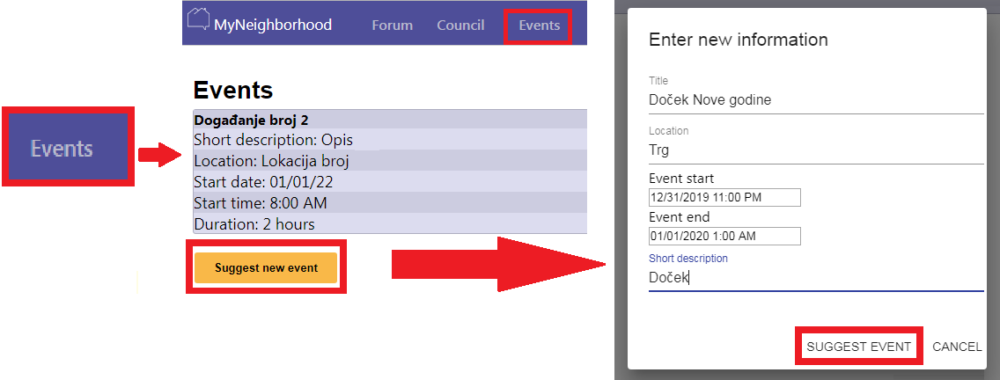 Events
MyNeighborhood Forum Council Events
Events
Događanje broj 2
Short description: Opis
Location: Lokacija broj
Start date: 01/01/22
Start time: 8:00 AM
Duration: 2 hours
Suggest new event
Enter new information
Title
Doček Nove godine
Location
Trg
Event start
12/31/2019 11:00 PM
Event end
01/01/2020 1:00 AM
Short description
Doček
SUGGEST EVENT CANCEL